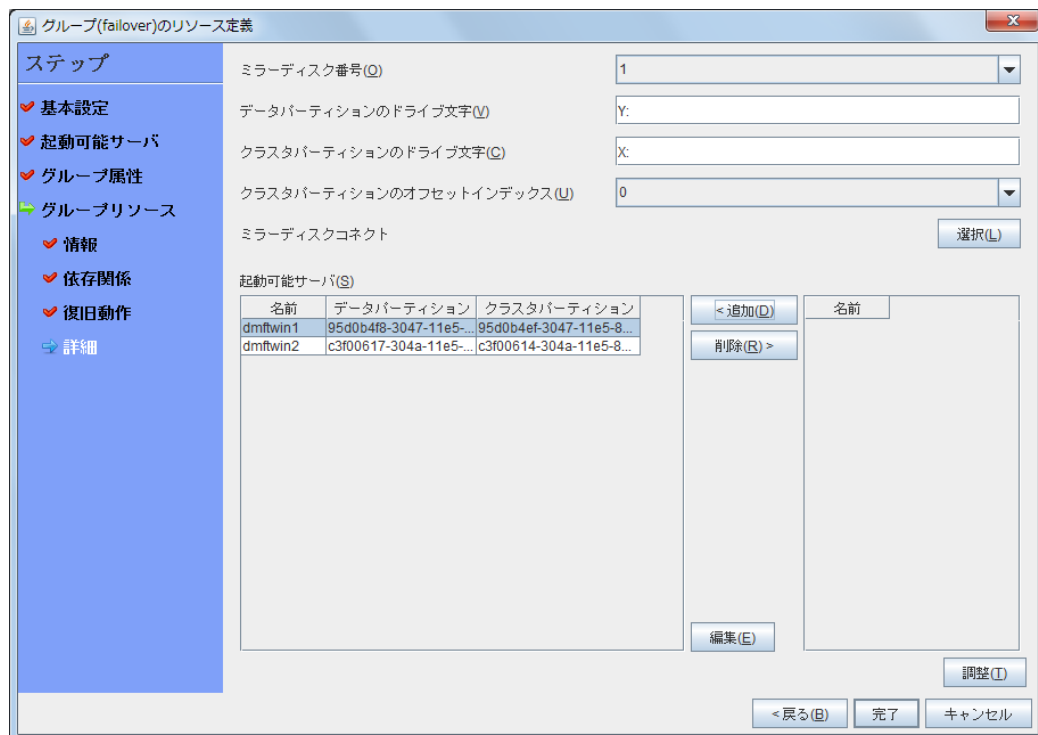 グループ(failover)のリソース定義
ステップ
基本設定
起動可能サーバ
グループ属性
グループリソース
情報
依存関係
復旧動作
詳細
ミラーディスク番号(O) 1
データパーティションのドライブ文字(V) Y:
クラスタパーティションのドライブ文字(C) X:
クラスタパーティションのオフセットインデックス(U) 0
ミラーディスクコネクト 選択(L)
起動可能サーバ(S)
名前 データパーティション クラスタパーティション
dmftwin1 95d0b4f8-3047-11e5-... 95d0b4ef-3047-11e5-8...
dmftwin2 c3f00617-304a-11e5-... c3f00614-304a-11e5-8...
<追加(D)
削除(R) >
編集(E)
名前
調整(T)
<戻る(B) 完了 キャンセル